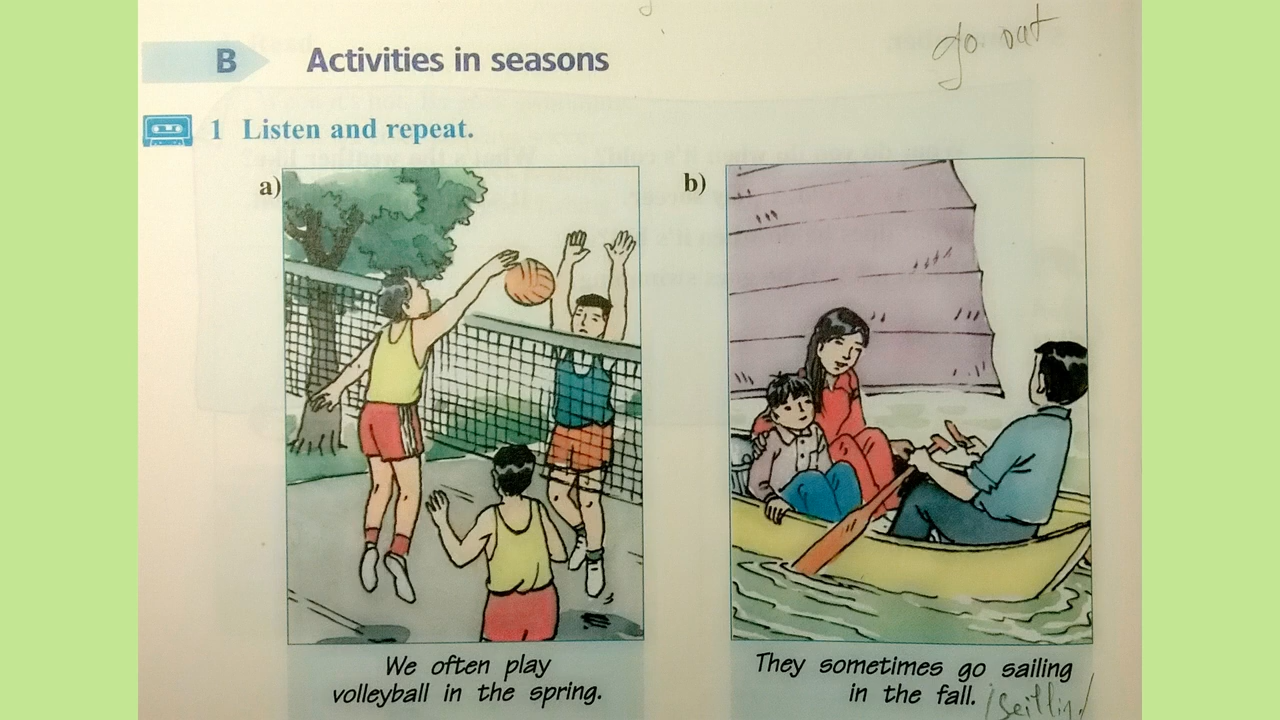 go out
B Activities in seasons
1 Listen and repeat.
a)
b)
We often play
volleyball in the spring.
They sometimes go sailing
in the fall.